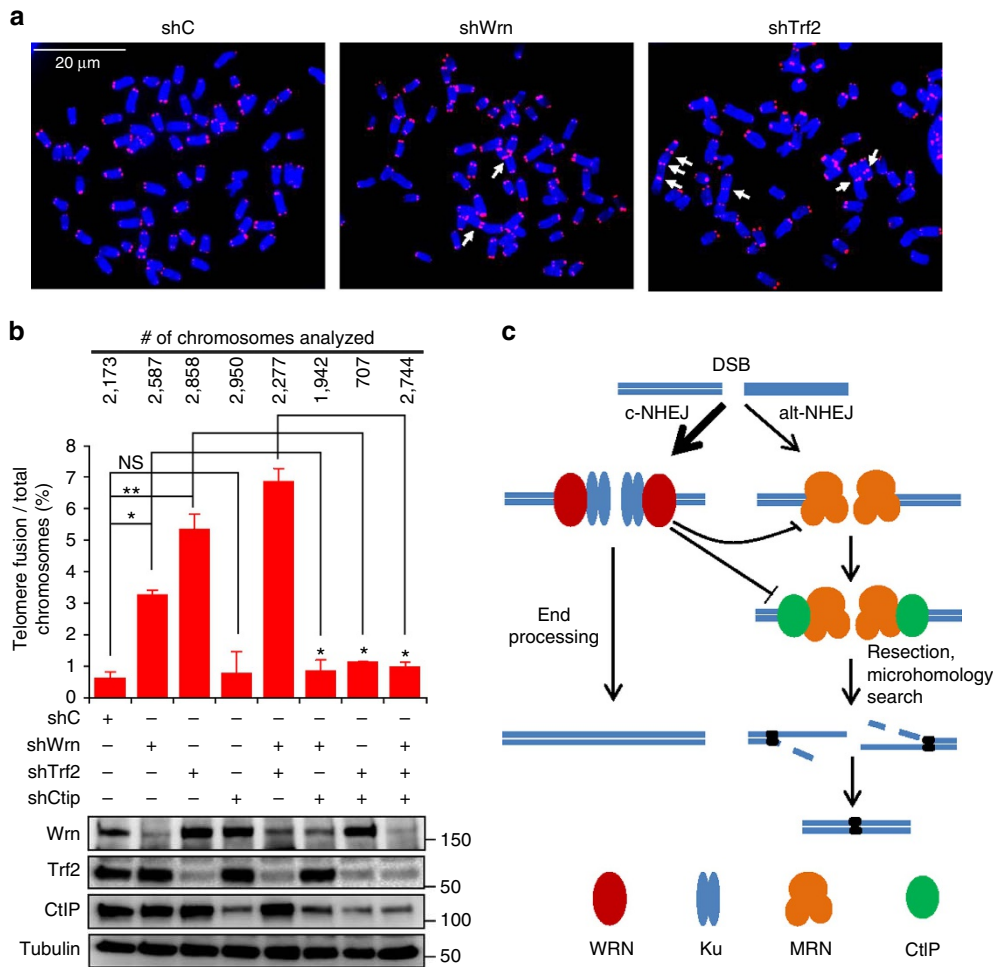 a
shC
shWrn
shTrf2
20 μm
b
# of chromosomes analyzed
2,173
2,587
2,858
2,950
2,277
1,942
707
2,744
Telomere fusion / total
chromosomes (%)
8
7
6
5
4
3
2
1
0
NS
**
*
* * *
shC + – – – – – – –
shWrn – + – – + + – +
shTrf2 – – + – + – + +
shCtip – – – + – + + +
Wrn
150
Trf2
50
CtIP
100
Tubulin
50
c
DSB
c-NHEJ
alt-NHEJ
End
processing
Resection,
microhomology
search
WRN
Ku
MRN
CtIP